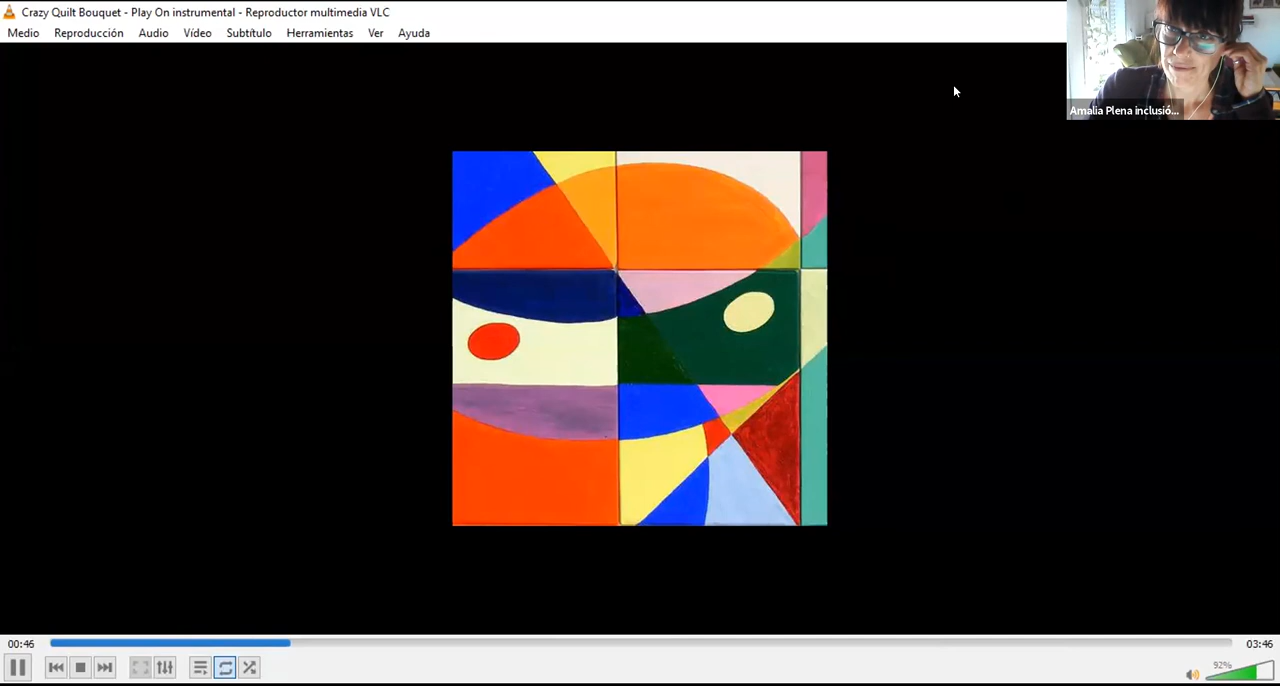 Crazy Quilt Bouquet - Play On instrumental - Reproductor multimedia VLC
Medio Reproducción Audio Vídeo Subtítulo Herramientas Ver Ayuda
Amalia Plena inclusió...
00:46
03:46
92%